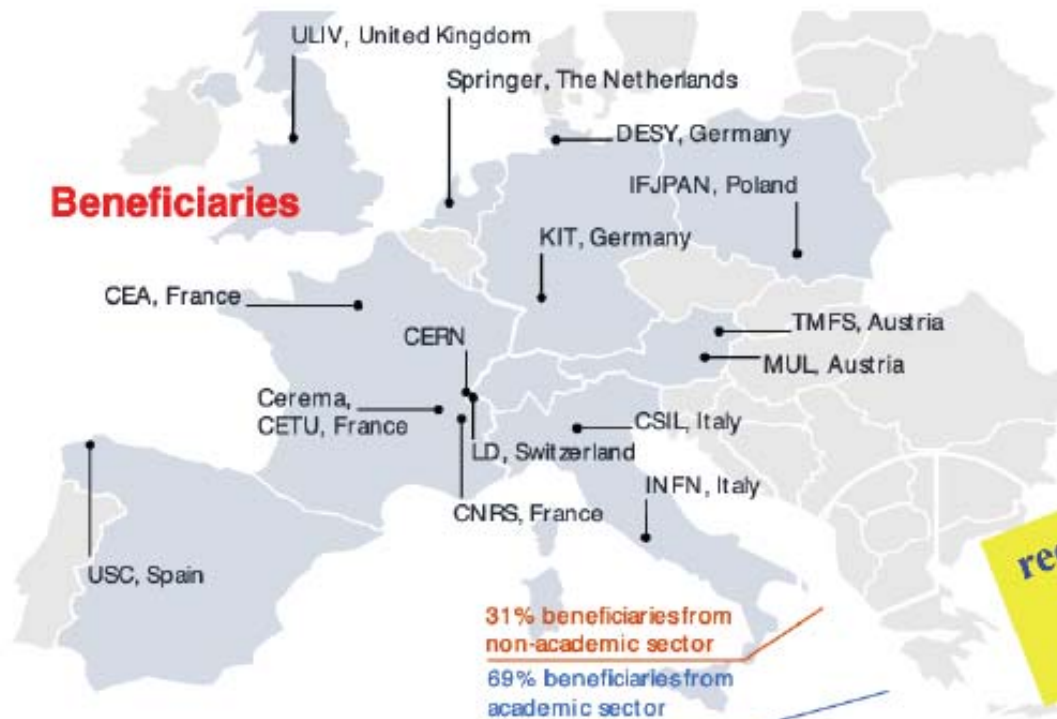 ULIV, United Kingdom
Springer, The Netherlands
DESY, Germany
IFJPAN, Poland
Beneficiaries
KIT, Germany
CEA, France
TMFS, Austria
CERN
MUL, Austria
Cerema,
CETU, France
CSIL, Italy
LD, Switzerland
INFN, Italy
CNRS, France
USC, Spain
31% beneficiaries from
non-academic sector
69% beneficiaries from
academic sector